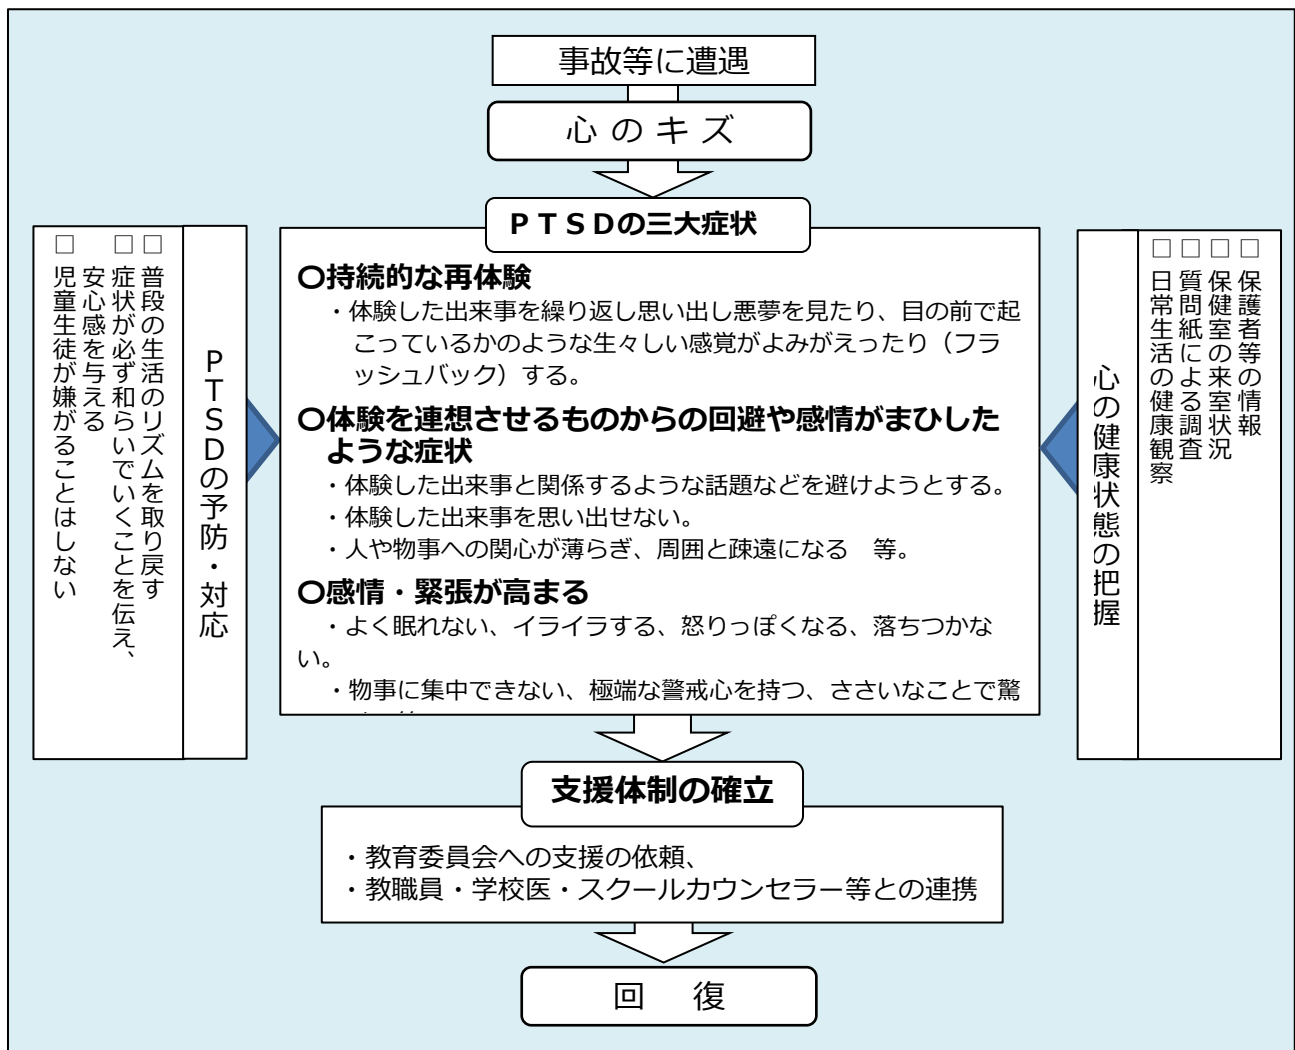 事故等に遭遇
心 の キ ズ
ＰＴＳＤの三大症状
〇持続的な再体験
・体験した出来事を繰り返し思い出し悪夢を見たり、目の前で起
こっているかのような生々しい感覚がよみがえったり（フラ
ッシュバック）する。
〇体験を連想させるものからの回避や感情がまひした
ような症状
・体験した出来事と関係するような話題などを避けようとする。
・体験した出来事を思い出せない。
・人や物事への関心が薄らぎ、周囲と疎遠になる　等。
〇感情・緊張が高まる
・よく眠れない、イライラする、怒りっぽくなる、落ちつかな
い。
・物事に集中できない、極端な警戒心を持つ、ささいなことで驚
ＰＴＳＤの予防・対応
□ 普段の生活のリズムを取り戻す
□ 症状が必ず和らいでいくことを伝え、
安心感を与える
□ 児童生徒が嫌がることはしない
心の健康状態の把握
□ 保護者等の情報
□ 保健室の来室状況
□ 質問紙による調査
□ 日常生活の健康観察
支援体制の確立
・教育委員会への支援の依頼、
・教職員・学校医・スクールカウンセラー等との連携
回　復